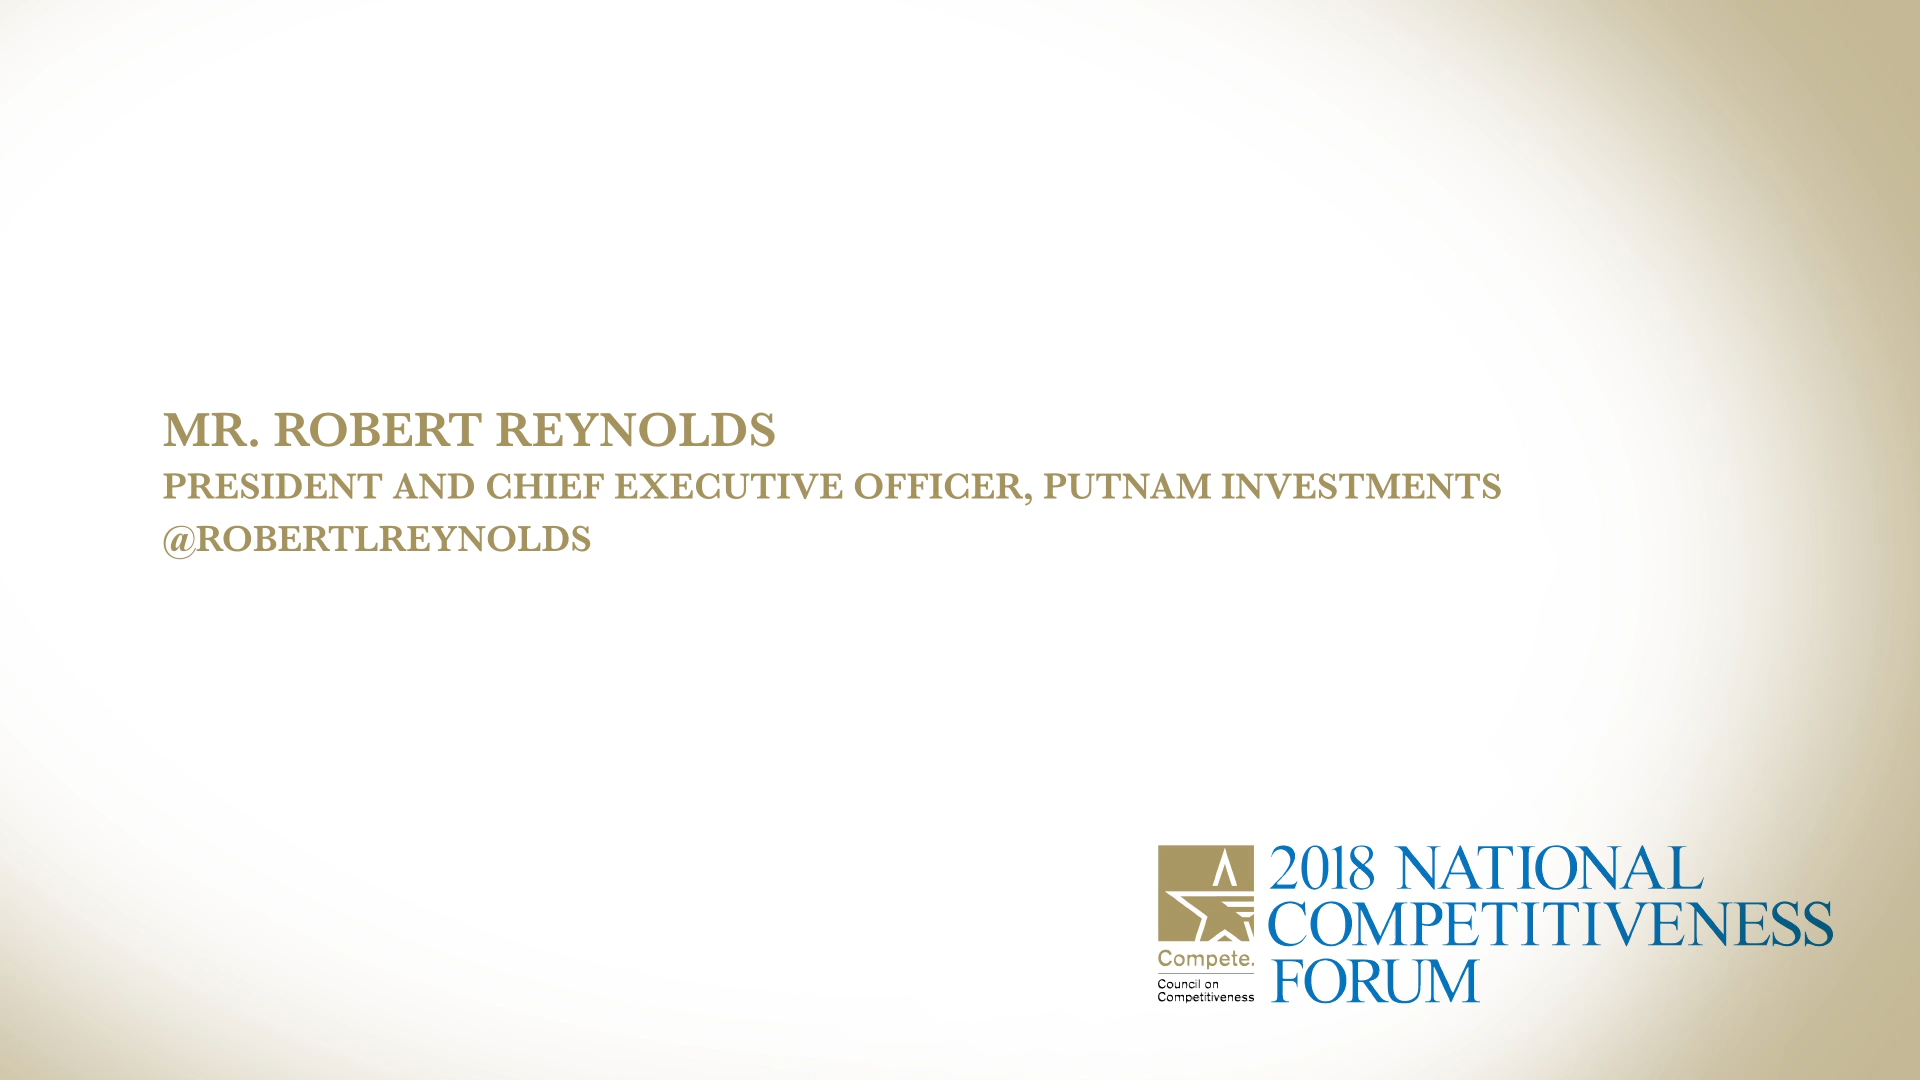 MR. ROBERT REYNOLDS
PRESIDENT AND CHIEF EXECUTIVE OFFICER, PUTNAM INVESTMENTS
@ROBERTLREYNOLDS
2018 NATIONAL
COMPETITIVENESS
FORUM
Compete.
Council on
Competitiveness